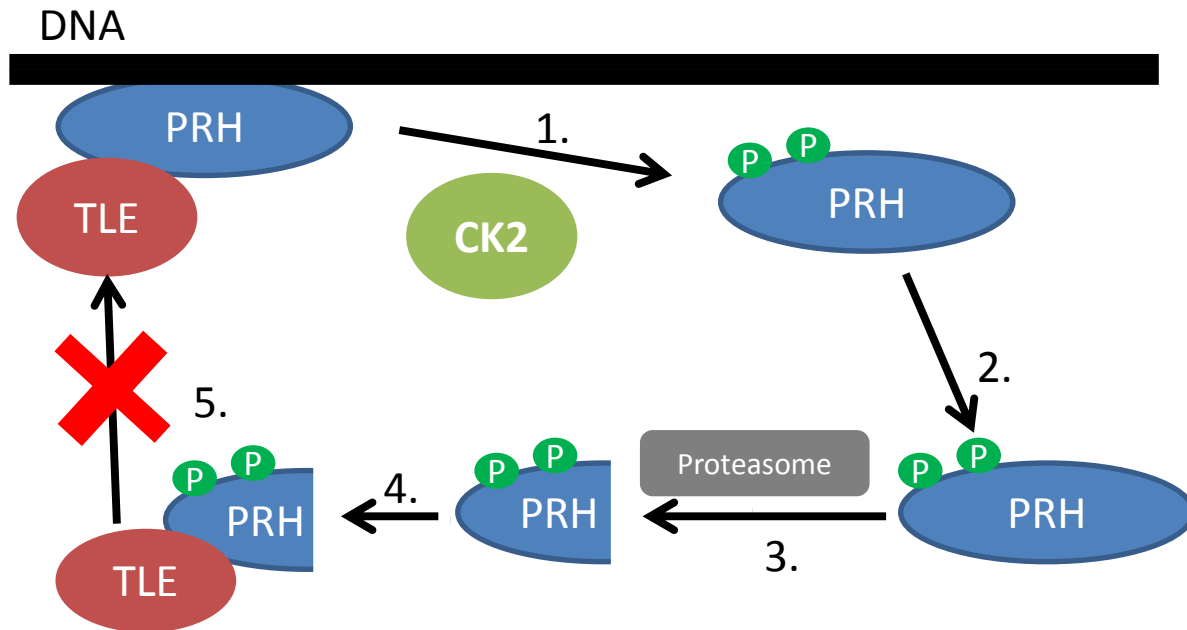 DNA
PRH
TLE
1.
CK2
P
P
PRH
2.
P
P
PRH
Proteasome
3.
P
P
PRH
4.
P
P
PRH
TLE
5.